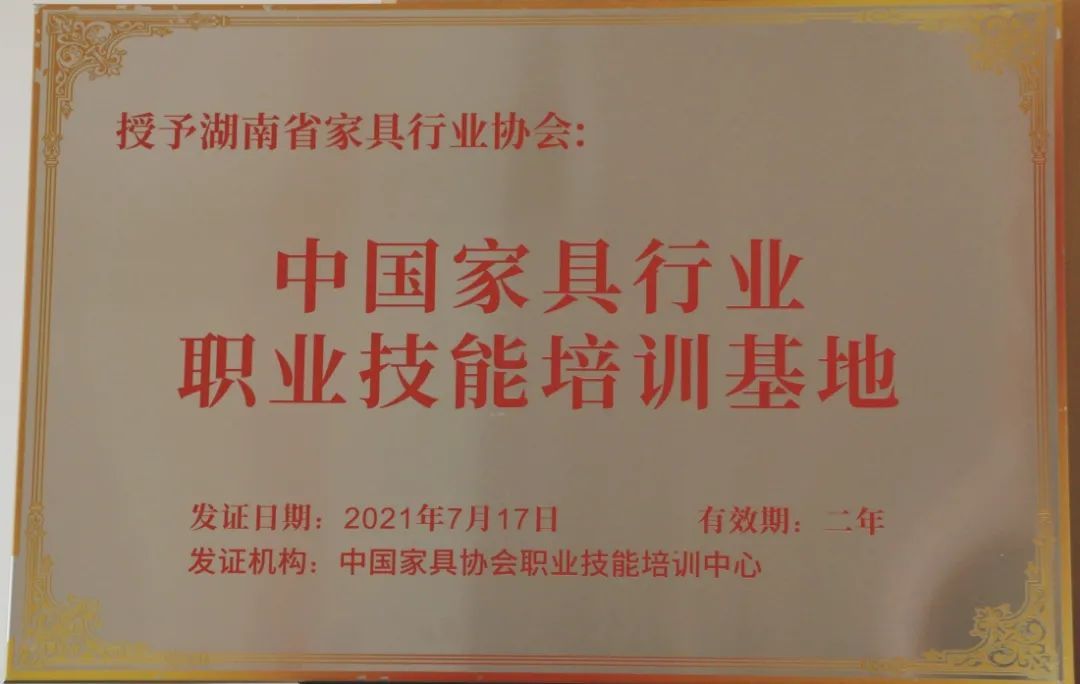 授予湖南省家具行业协会:
中国家具行业
职业技能培训基地
发证日期：2021年7月17日 有效期：二年
发证机构：中国家具协会职业技能培训中心